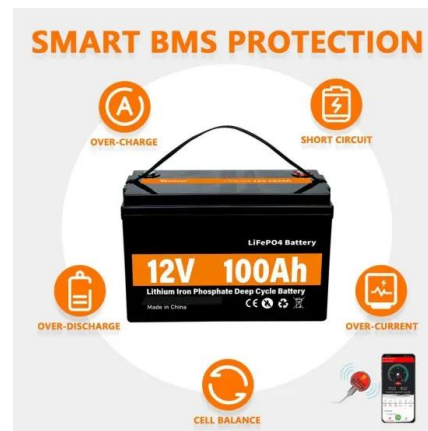 SMART BMS PROTECTION
A
OVER-CHARGE
SHORT CIRCUIT
LiFePO4 Battery
12V 100Ah
Lithium Iron Phosphate Deep Cycle Battery
Made in China
CE
OVER-DISCHARGE
OVER-CURRENT
CELL BALANCE